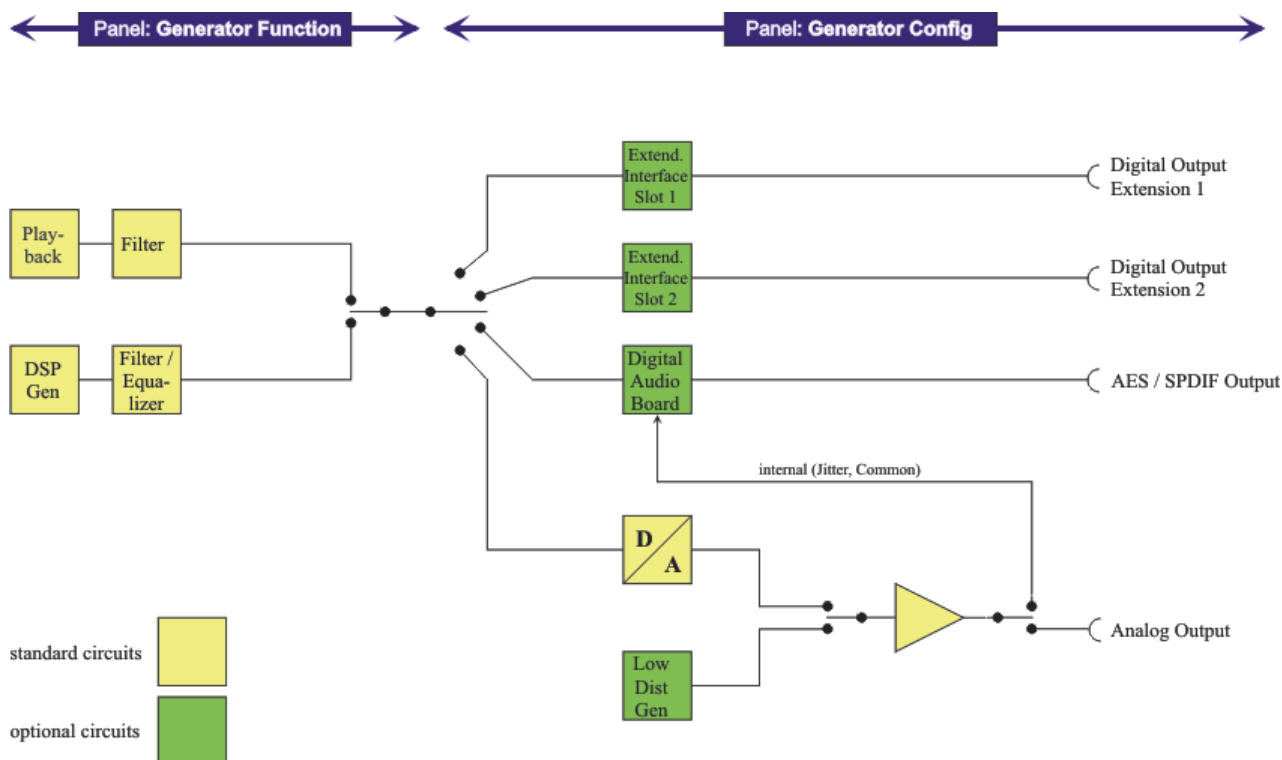 Panel: Generator Function
Panel: Generator Config
Extend.
Interface
Slot 1
Digital Output
Extension 1
Play-
back
Filter
Extend.
Interface
Slot 2
Digital Output
Extension 2
DSP
Gen
Filter /
Equa-
lizer
Digital
Audio
Board
AES / SPDIF Output
internal (Jitter, Common)
D
A
Analog Output
Low
Dist
Gen
standard circuits
optional circuits